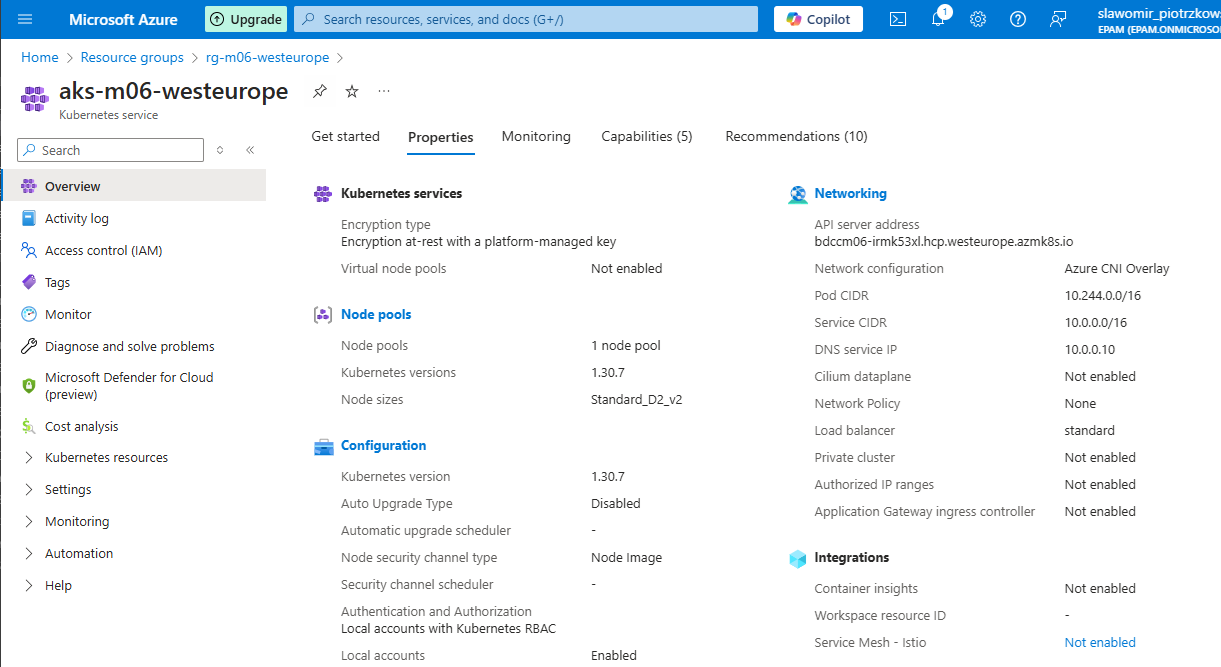 Microsoft Azure
Upgrade
Search resources, services, and docs (G+/)
Copilot
1
slawomir_piotrzkows
EPAM (EPAM.ONMICROSOF
Home > Resource groups > rg-m06-westeurope >
aks-m06-westeurope
Kubernetes service
Search
Overview
Activity log
Access control (IAM)
Tags
Monitor
Diagnose and solve problems
Microsoft Defender for Cloud
(preview)
Cost analysis
Kubernetes resources
Settings
Monitoring
Automation
Help
Get started Properties Monitoring Capabilities (5) Recommendations (10)
Kubernetes services
Encryption type
Encryption at-rest with a platform-managed key
Virtual node pools Not enabled
Node pools
Node pools 1 node pool
Kubernetes versions 1.30.7
Node sizes Standard_D2_v2
Configuration
Kubernetes version 1.30.7
Auto Upgrade Type Disabled
Automatic upgrade scheduler -
Node security channel type Node Image
Security channel scheduler -
Authentication and Authorization
Local accounts with Kubernetes RBAC
Local accounts Enabled
Networking
API server address
bdccm06-irmk53xl.hcp.westeurope.azmk8s.io
Network configuration Azure CNI Overlay
Pod CIDR 10.244.0.0/16
Service CIDR 10.0.0.0/16
DNS service IP 10.0.0.10
Cilium dataplane Not enabled
Network Policy None
Load balancer standard
Private cluster Not enabled
Authorized IP ranges Not enabled
Application Gateway ingress controller Not enabled
Integrations
Container insights Not enabled
Workspace resource ID -
Service Mesh - Istio Not enabled